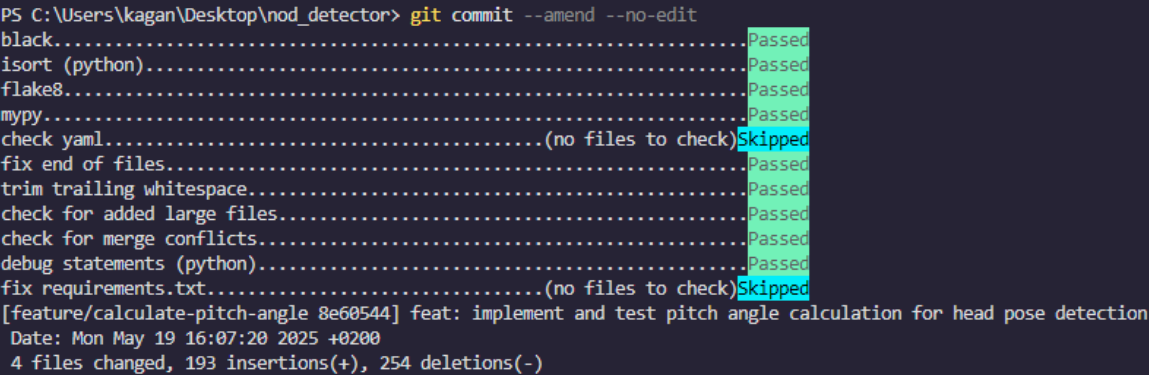 PS C:\Users\kagan\Desktop\nod_detector> git commit --amend --no-edit
black....................................................................Passed
isort (python)...........................................................Passed
flake8...................................................................Passed
mypy.....................................................................Passed
check yaml...........................................(no files to check)Skipped
fix end of files.........................................................Passed
trim trailing whitespace.................................................Passed
check for added large files..............................................Passed
check for merge conflicts................................................Passed
debug statements (python)................................................Passed
fix requirements.txt.................................(no files to check)Skipped
[feature/calculate-pitch-angle 8e60544] feat: implement and test pitch angle calculation for head pose detection
 Date: Mon May 19 16:07:20 2025 +0200
 4 files changed, 193 insertions(+), 254 deletions(-)